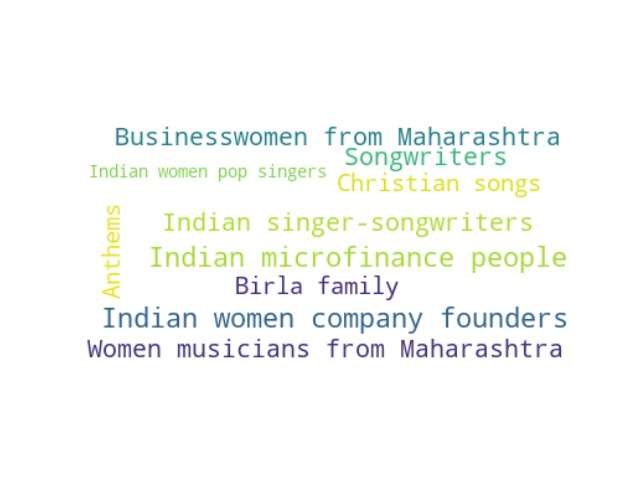 Businesswomen from Maharashtra
Songwriters
Indian women pop singers
Christian songs
Anthems
Indian singer-songwriters
Indian microfinance people
Birla family
Indian women company founders
Women musicians from Maharashtra